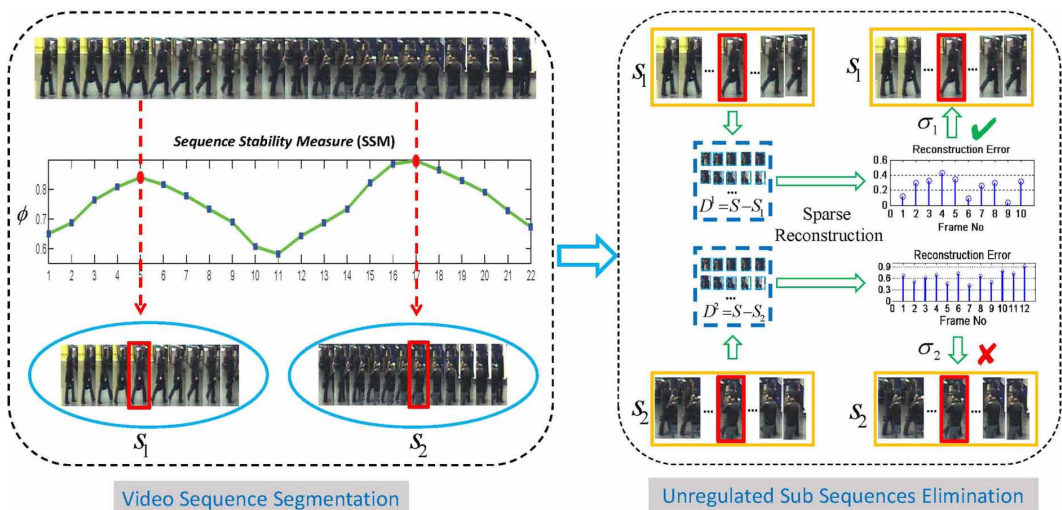 Sequence Stability Measure (SSM)
ϕ
0.8
0.7
0.6
1 2 3 4 5 6 7 8 9 10 11 12 13 14 15 16 17 18 19 20 21 22
S1
S2
Video Sequence Segmentation
S1
...
...
S1
...
...
σ1
...
D¹=S−S1
Reconstruction Error
0.6
0.4
0.2
0
0 1 2 3 4 5 6 7 8 9 10
Frame No
Sparse
Reconstruction
...
D²=S−S2
Reconstruction Error
0.9
0.6
0.3
0
0 1 2 3 4 5 6 7 8 9 10 11 12
Frame No
σ2
S2
...
...
S2
...
...
Unregulated Sub Sequences Elimination